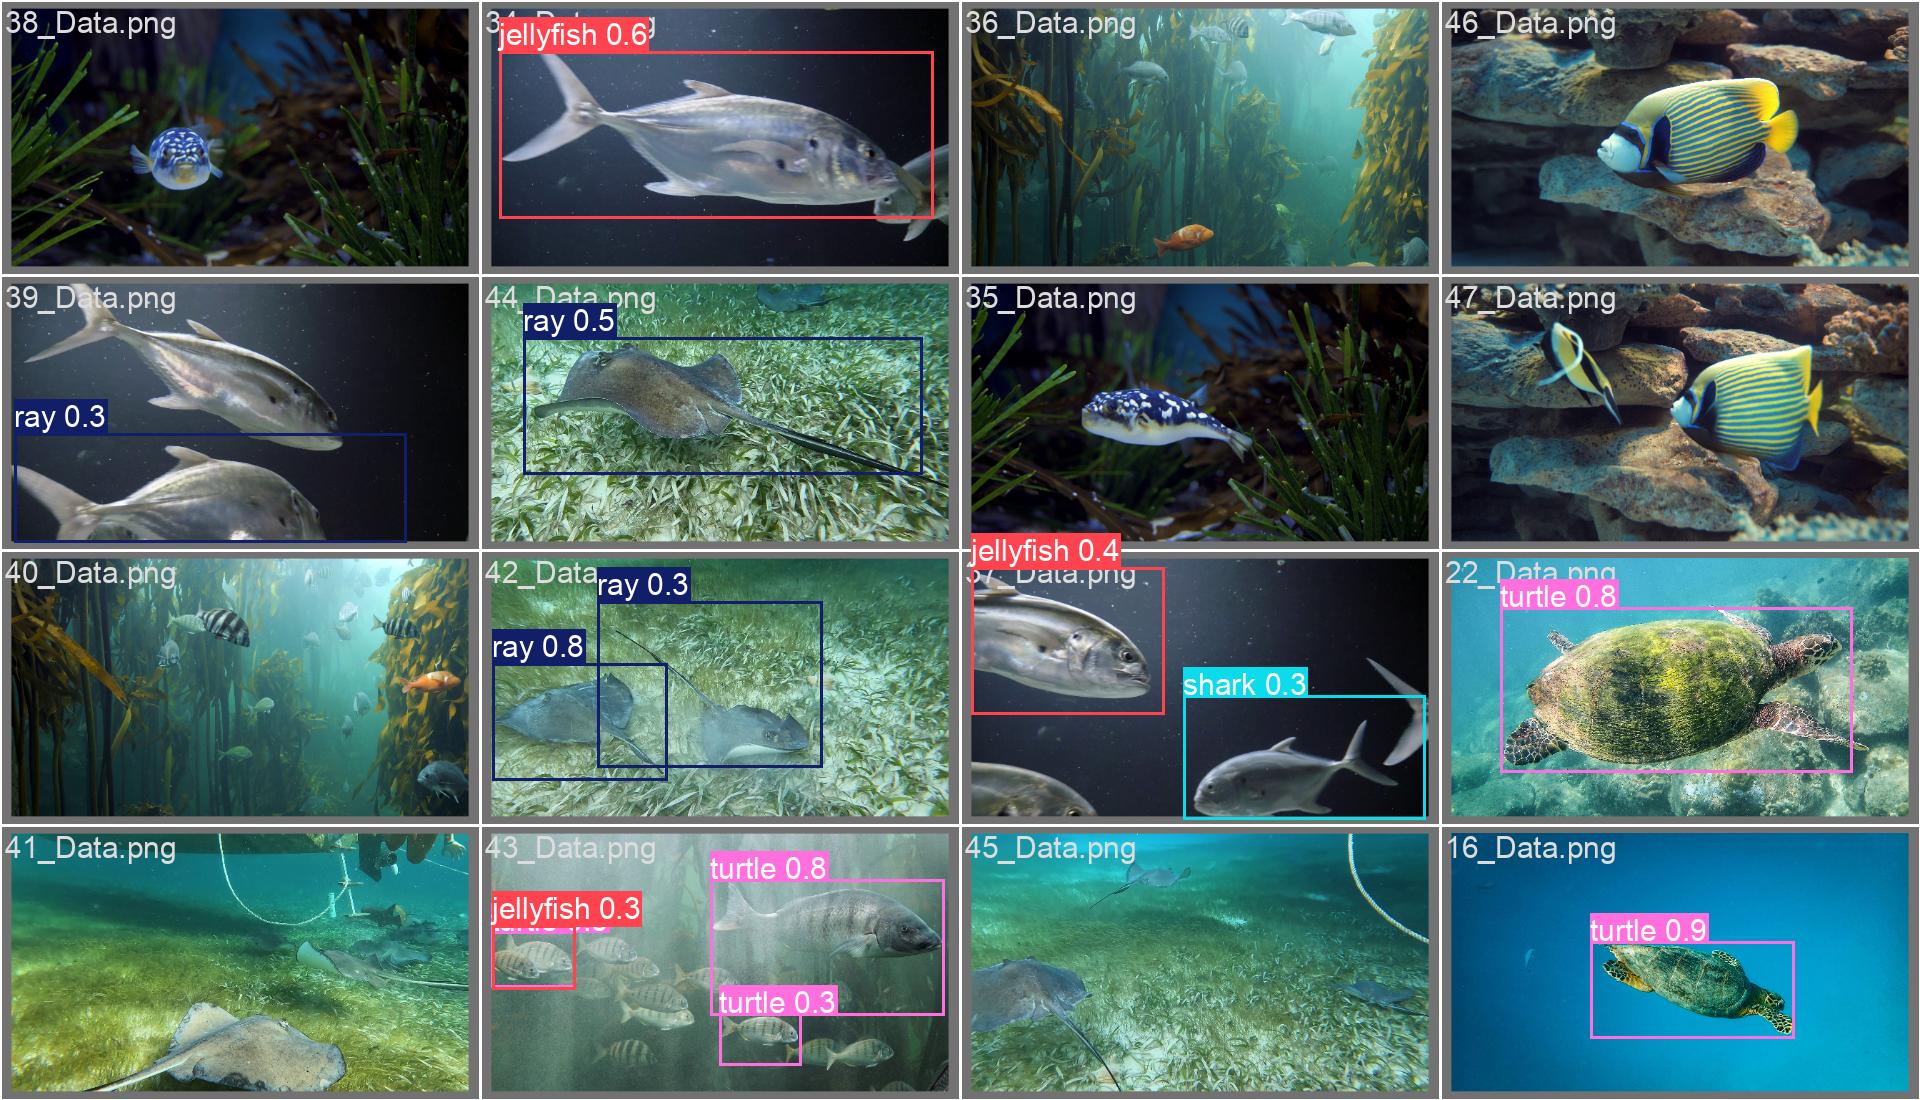 38_Data.png
jellyfish 0.6
36_Data.png
46_Data.png
39_Data.png
ray 0.3
44_Data.png
ray 0.5
35_Data.png
47_Data.png
40_Data.png
42_Data
ray 0.3
ray 0.8
jellyfish 0.4
37_Data.png
shark 0.3
22_Data.png
turtle 0.8
41_Data.png
43_Data.png
turtle 0.8
jellyfish 0.3
turtle 0.3
45_Data.png
16_Data.png
turtle 0.9